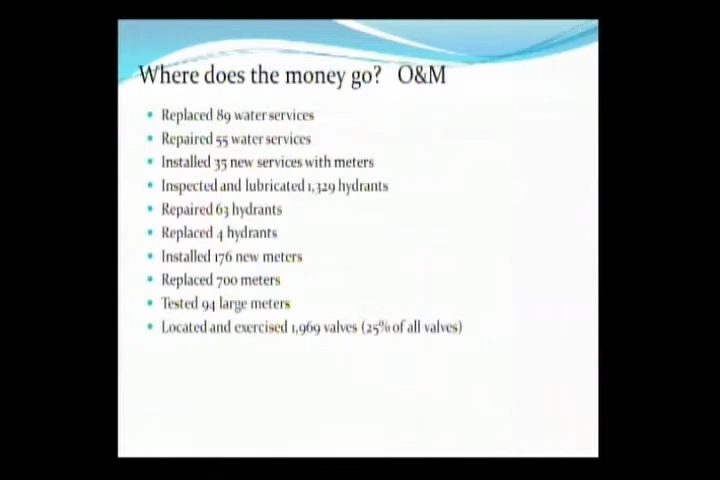 Where does the money go? O&M
• Replaced 89 water services
• Repaired 55 water services
• Installed 35 new services with meters
• Inspected and lubricated 1,329 hydrants
• Repaired 63 hydrants
• Replaced 4 hydrants
• Installed 176 new meters
• Replaced 700 meters
• Tested 94 large meters
• Located and exercised 1,969 valves (25% of all valves)